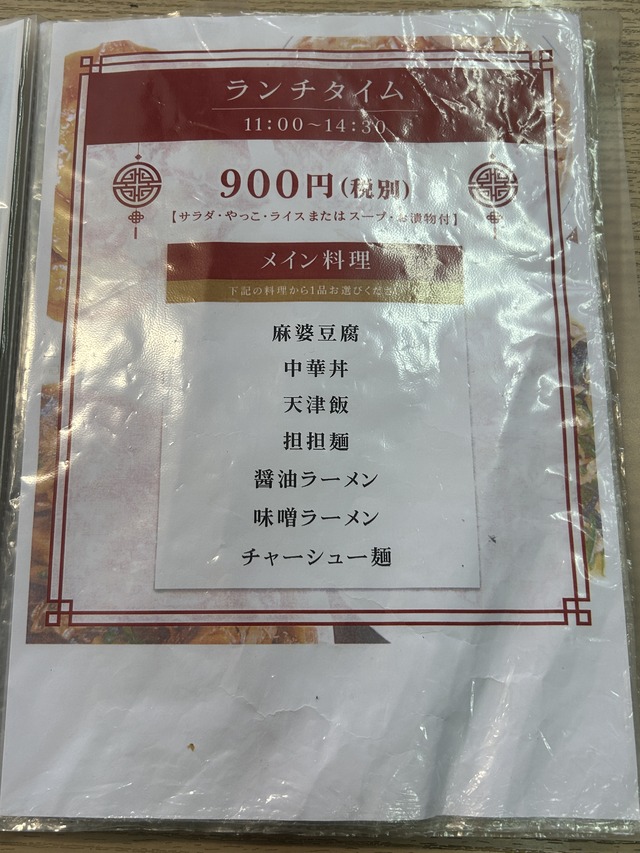 ランチタイム
11:00~14:30
900円(税別)
【サラダ・やっこ・ライスまたはスープ・お漬物付】
メイン料理
下記の料理から1品お選びください
麻婆豆腐
中華丼
天津飯
担担麺
醤油ラーメン
味噌ラーメン
チャーシュー麺